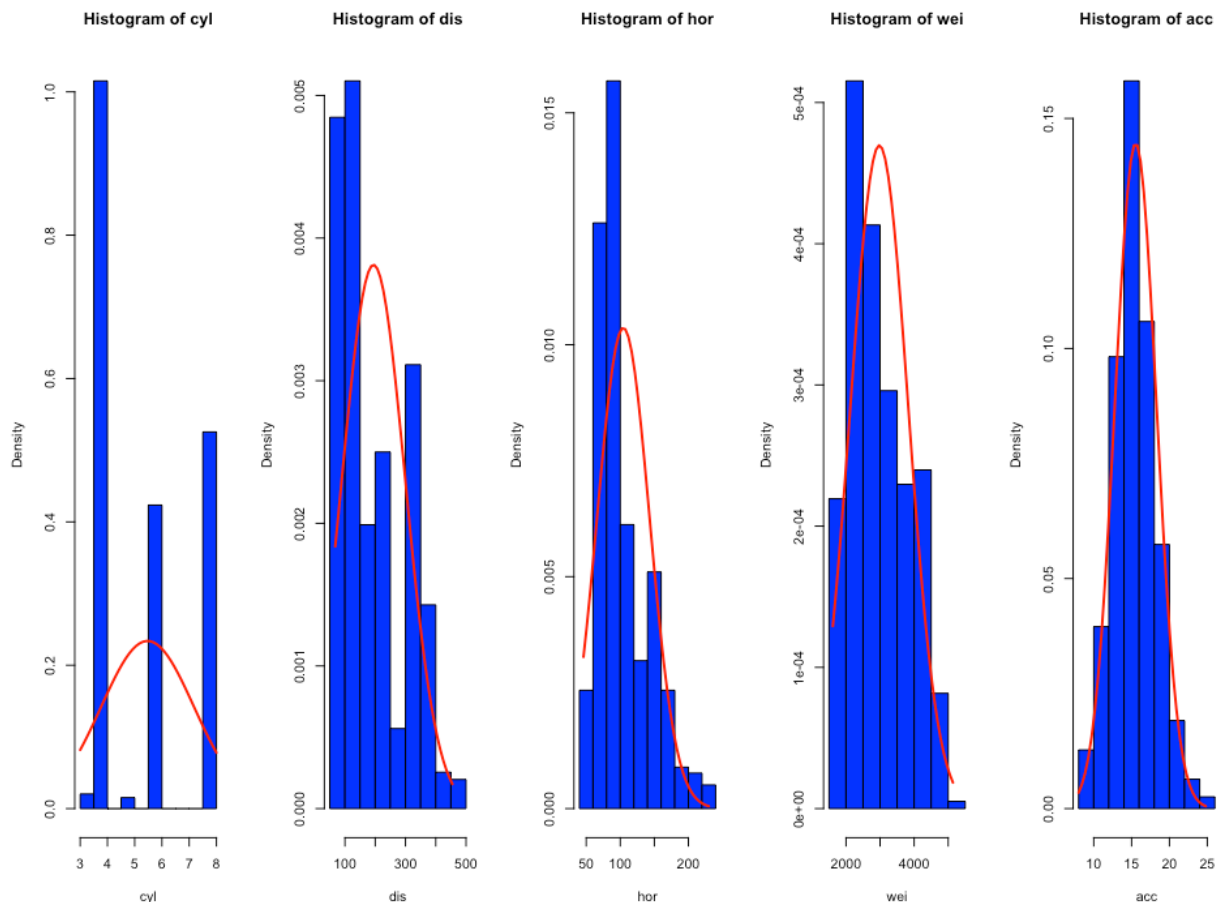 Histogram of cyl
Density
0.0
0.2
0.4
0.6
0.8
1.0
3 4 5 6 7 8
cyl
Histogram of dis
Density
0.000
0.001
0.002
0.003
0.004
0.005
100 300 500
dis
Histogram of hor
Density
0.000
0.005
0.010
0.015
50 100 200
hor
Histogram of wei
Density
0e+00
1e-04
2e-04
3e-04
4e-04
5e-04
2000 4000
wei
Histogram of acc
Density
0.00
0.05
0.10
0.15
10 15 20 25
acc